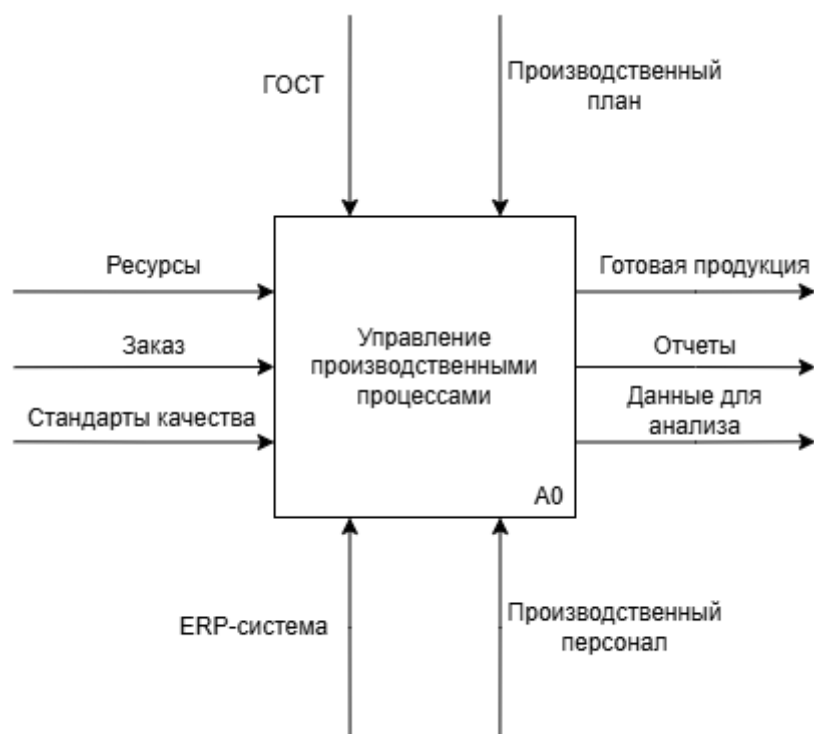 ГОСТ
Производственный
план
Ресурсы
Заказ
Стандарты качества
Управление
производственными
процессами
A0
Готовая продукция
Отчеты
Данные для
анализа
ERP-система
Производственный
персонал